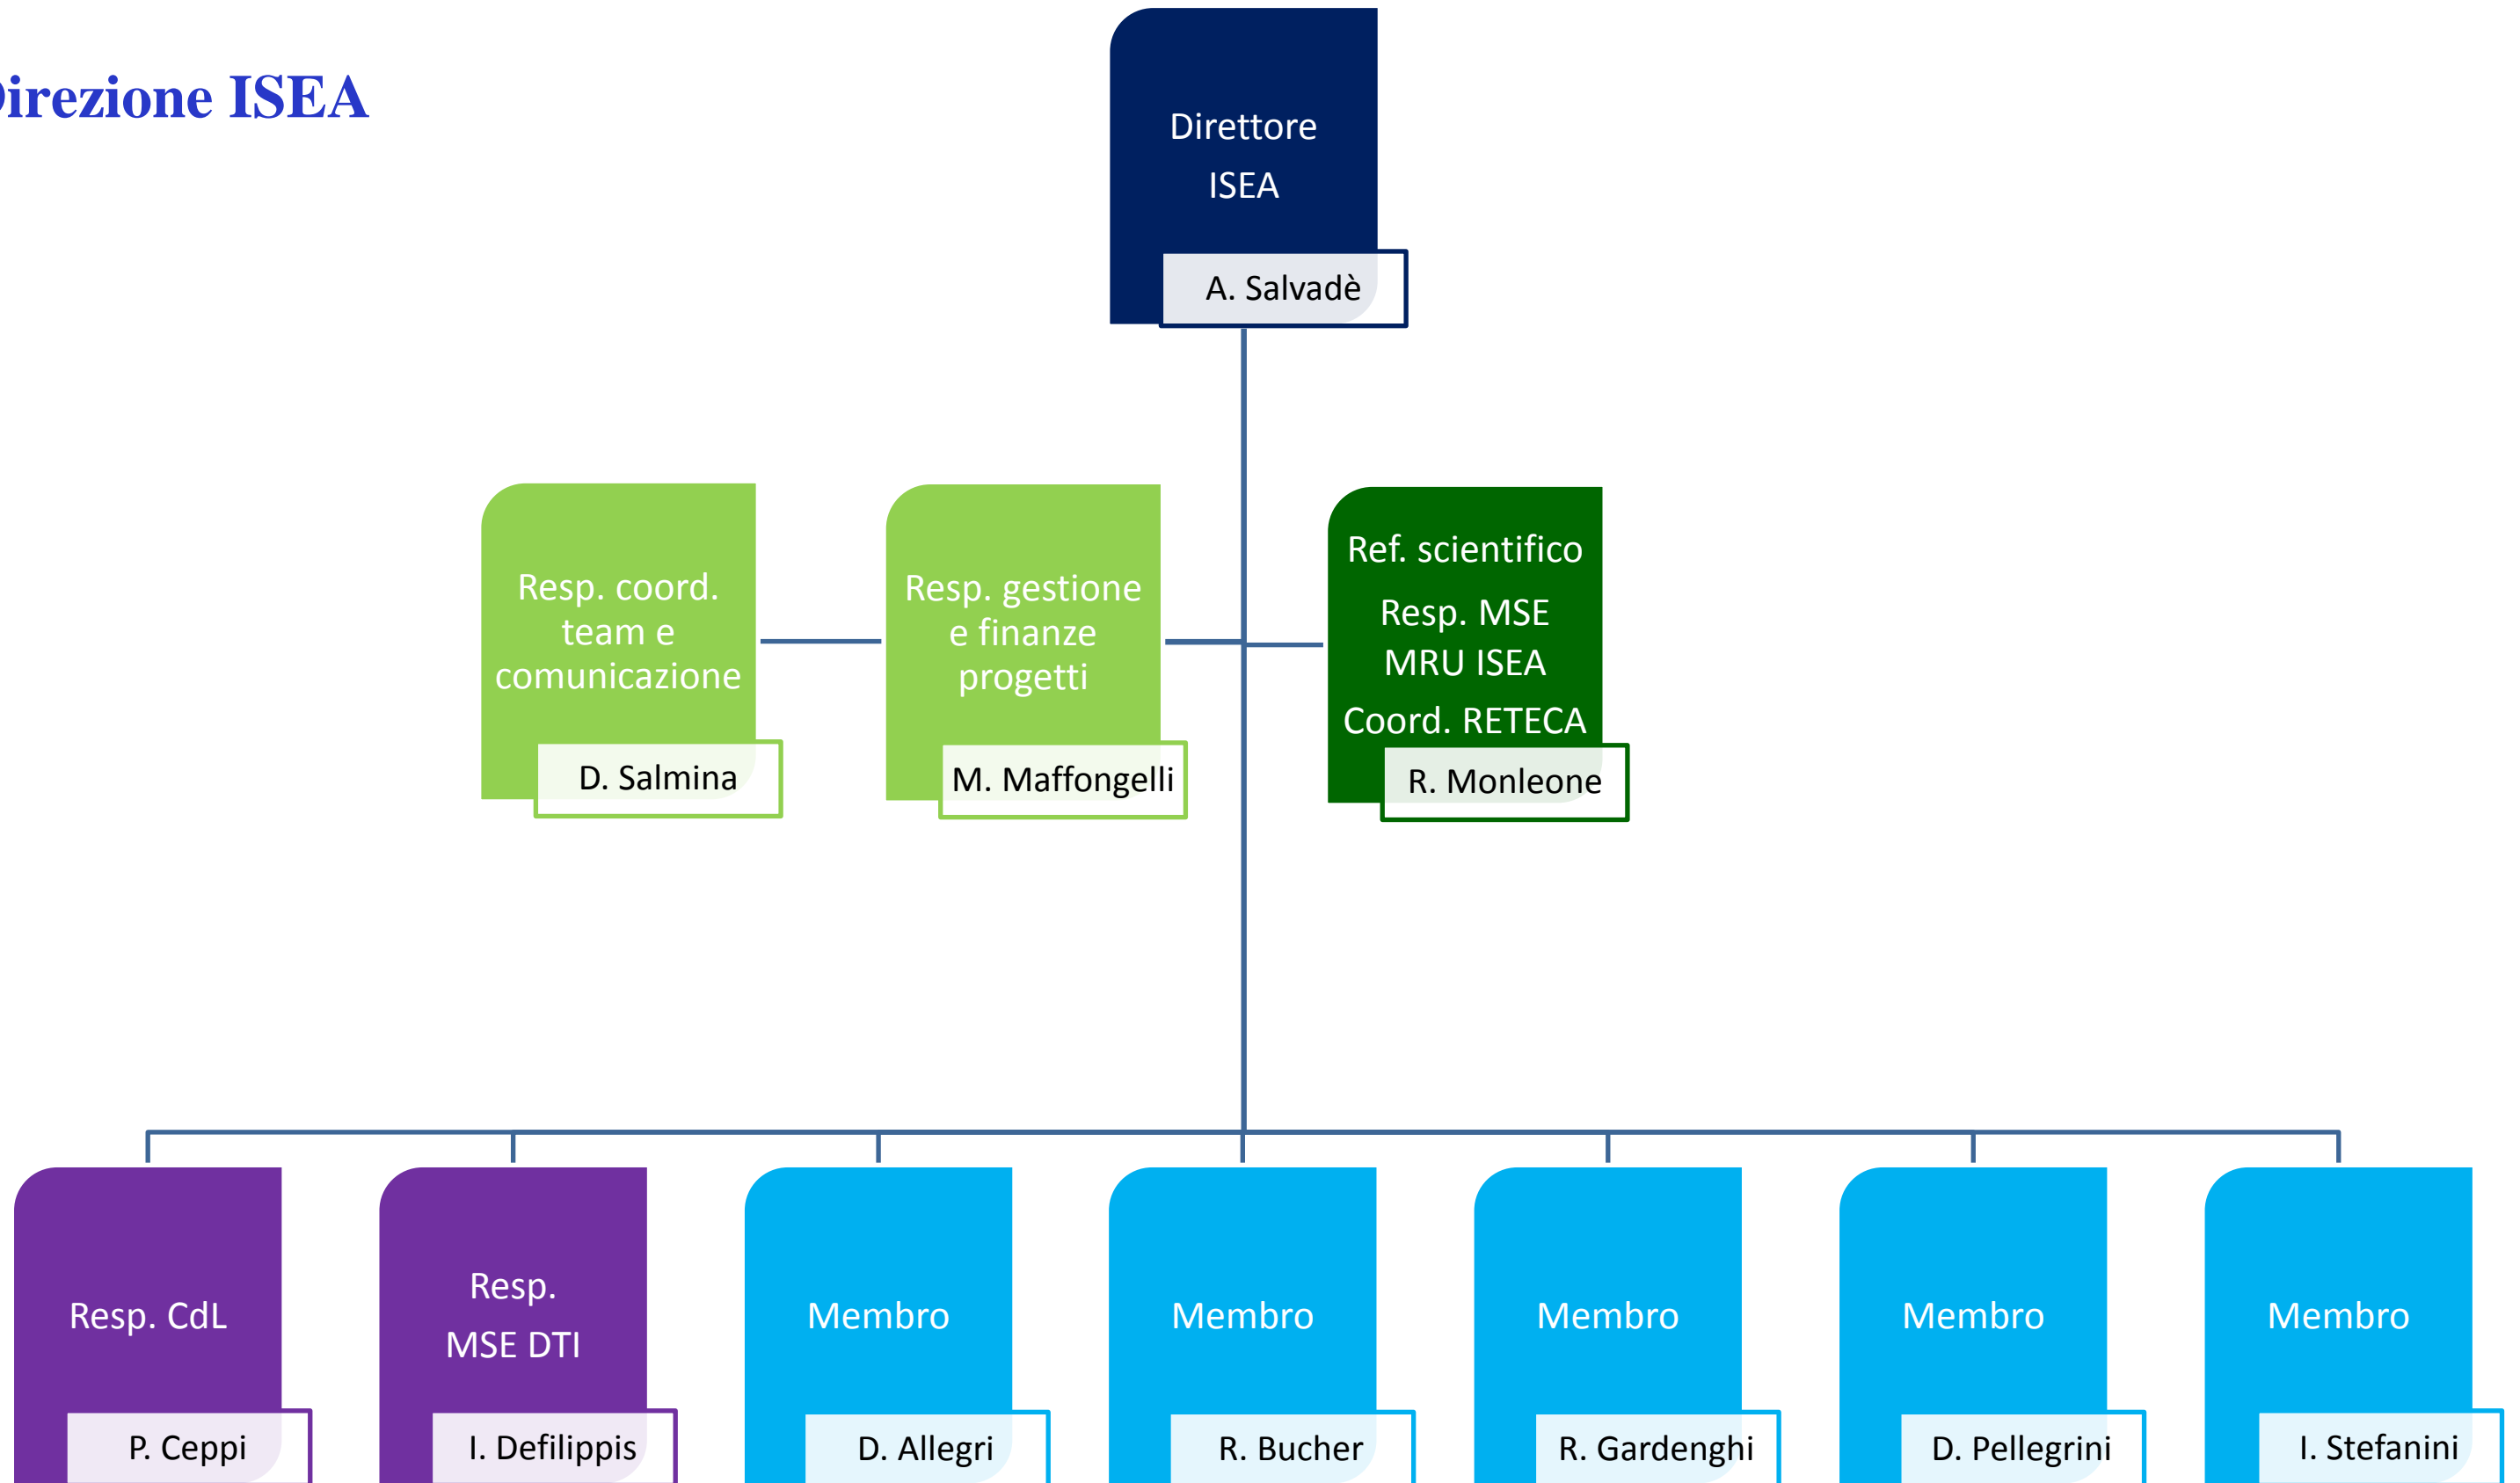 Direzione ISEA
Direttore
ISEA
A. Salvadè
Resp. coord.
team e
comunicazione
D. Salmina
Resp. gestione
e finanze
progetti
M. Maffongelli
Ref. scientifico
Resp. MSE
MRU ISEA
Coord. RETECA
R. Monleone
Resp. CdL
P. Ceppi
Resp.
MSE DTI
I. Defilippis
Membro
D. Allegri
Membro
R. Bucher
Membro
R. Gardenghi
Membro
D. Pellegrini
Membro
I. Stefanini